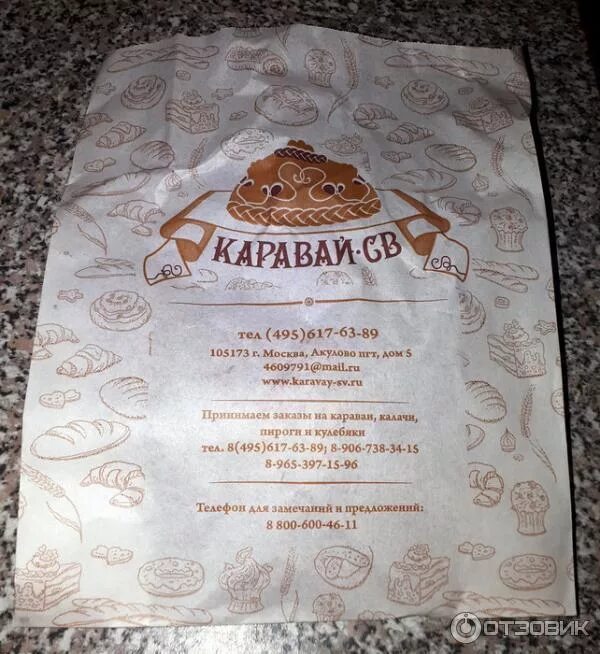 КАРАВАЙ·СВ
тел (495)617-63-89
105173 г. Москва, Акулово пгт, дом 5
4609791@mail.ru
www.karavay-sv.ru
Принимаем заказы на караваи, калачи,
пироги и кулебяки
тел. 8(495)617-63-89; 8-906-738-34-15
8-965-397-15-96
Телефон для замечаний и предложений:
8 800-600-46-11
ОТЗОВИК